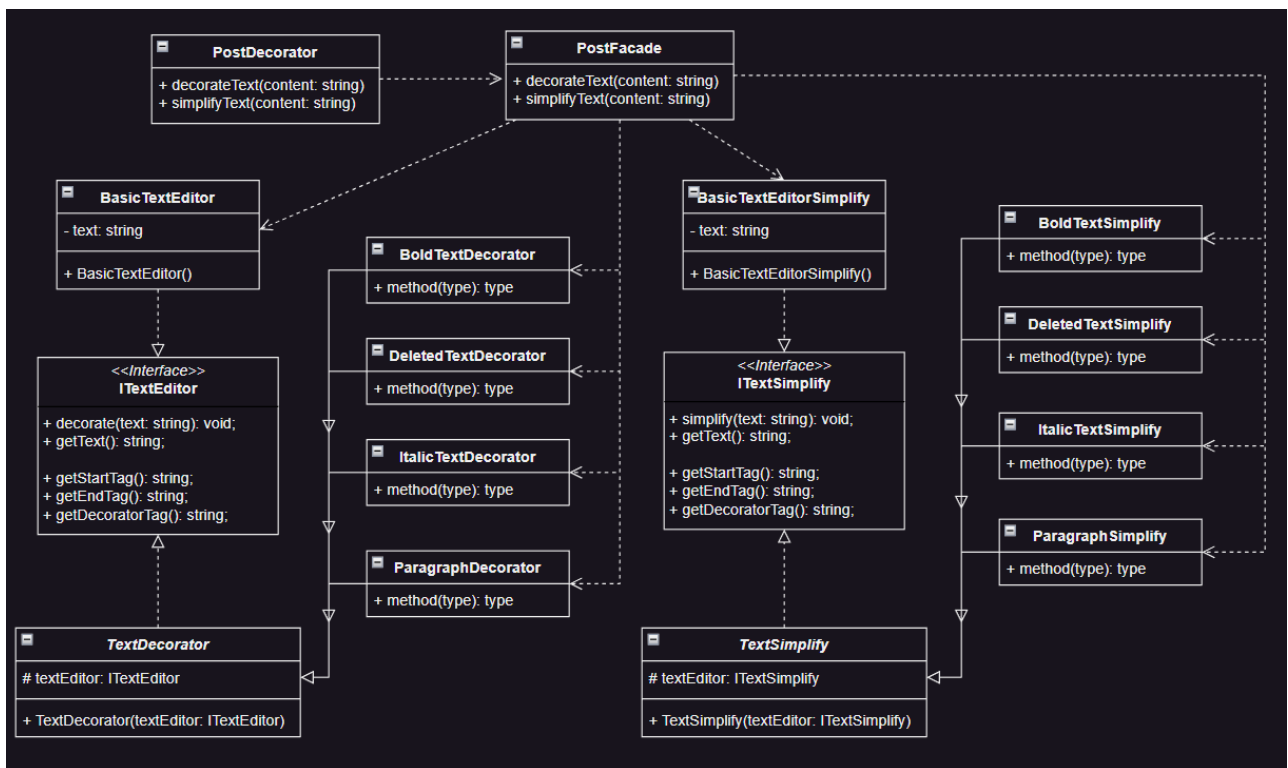 PostDecorator
+ decorateText(content: string)
+ simplifyText(content: string)
PostFacade
+ decorateText(content: string)
+ simplifyText(content: string)
BasicTextEditor
- text: string
+ BasicTextEditor()
BasicTextEditorSimplify
- text: string
+ BasicTextEditorSimplify()
BoldTextDecorator
+ method(type): type
DeletedTextDecorator
+ method(type): type
ItalicTextDecorator
+ method(type): type
ParagraphDecorator
+ method(type): type
BoldTextSimplify
+ method(type): type
DeletedTextSimplify
+ method(type): type
ItalicTextSimplify
+ method(type): type
ParagraphSimplify
+ method(type): type
<<Interface>>
ITextEditor
+ decorate(text: string): void;
+ getText(): string;
+ getStartTag(): string;
+ getEndTag(): string;
+ getDecoratorTag(): string;
<<Interface>>
ITextSimplify
+ simplify(text: string): void;
+ getText(): string;
+ getStartTag(): string;
+ getEndTag(): string;
+ getDecoratorTag(): string;
TextDecorator
# textEditor: ITextEditor
+ TextDecorator(textEditor: ITextEditor)
TextSimplify
# textEditor: ITextSimplify
+ TextSimplify(textEditor: ITextSimplify)